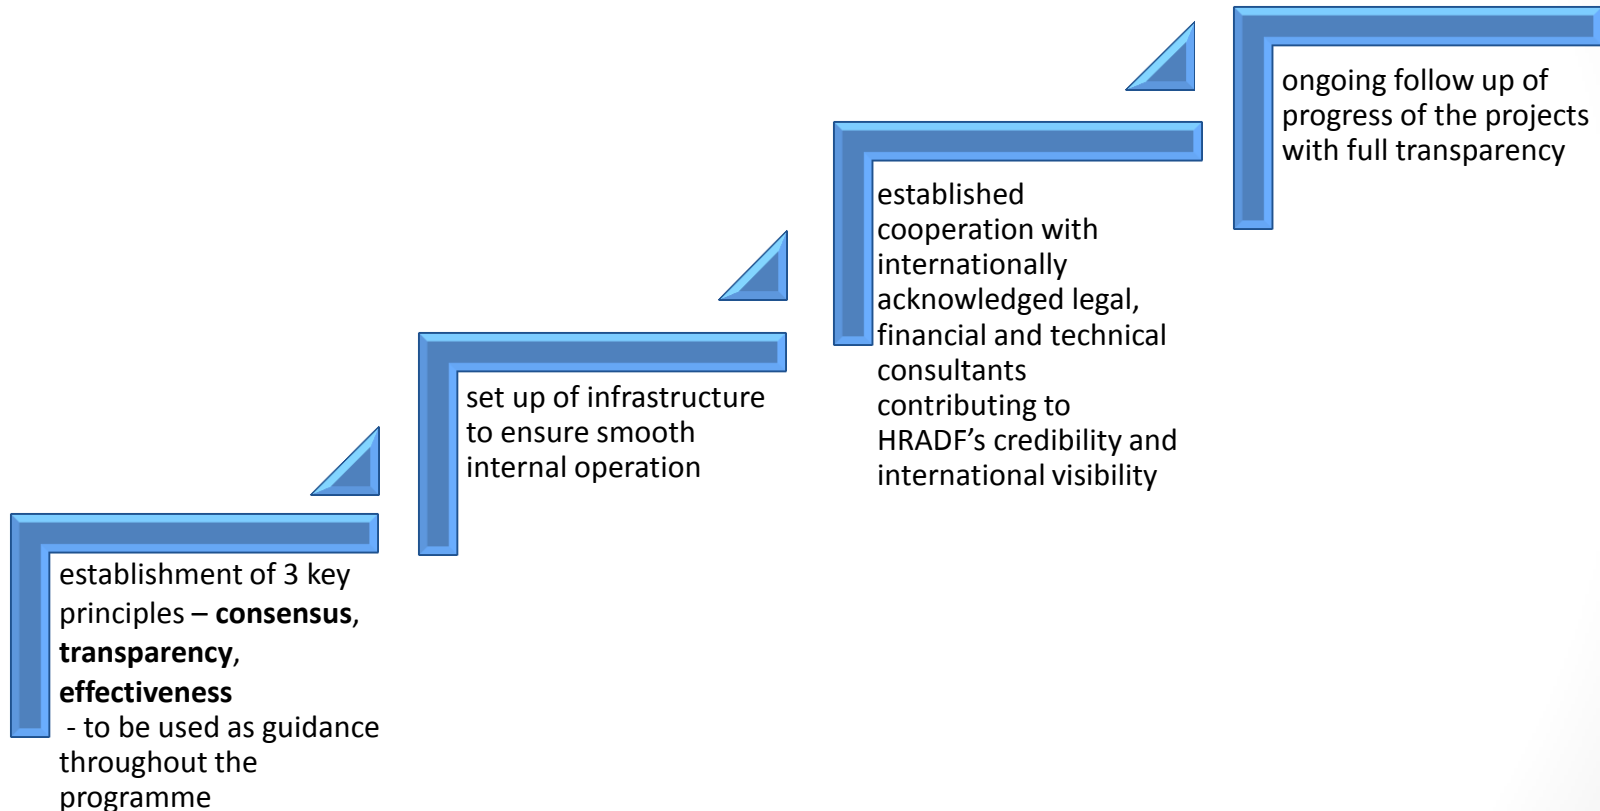 establishment of 3 key
principles – consensus,
transparency,
effectiveness
- to be used as guidance
throughout the
programme
set up of infrastructure
to ensure smooth
internal operation
established
cooperation with
internationally
acknowledged legal,
financial and technical
consultants
contributing to
HRADF’s credibility and
international visibility
ongoing follow up of
progress of the projects
with full transparency